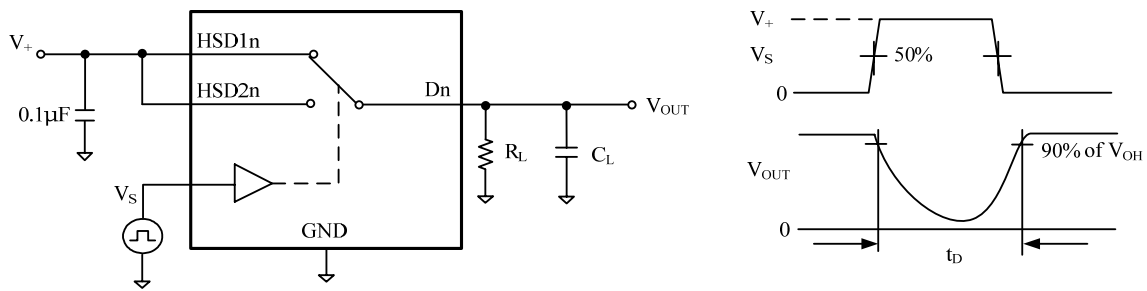 V+
HSD1n
HSD2n
0.1μF
Dn
VOUT
RL
CL
VS
GND
V+
VS
50%
0
VOUT
90% of VOH
0
tD